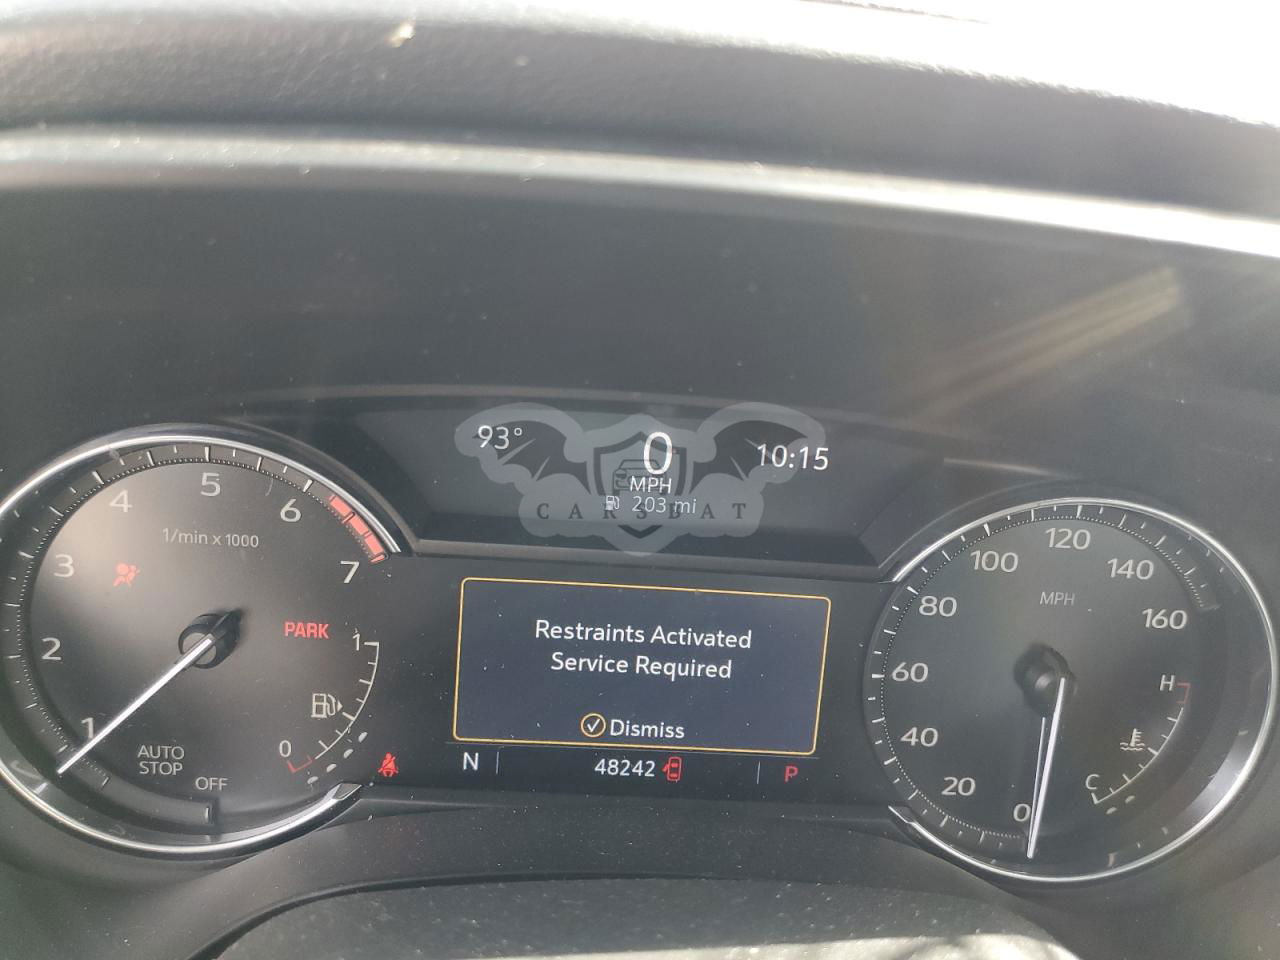 93°
0
MPH
203 mi
10:15
CARSBAT
1
2
3
4
5
6
7
1/min x 1000
PARK
1
0
AUTO
STOP
OFF
Restraints Activated
Service Required
Dismiss
N
48242
P
0
20
40
60
80
100
120
140
160
MPH
H
C